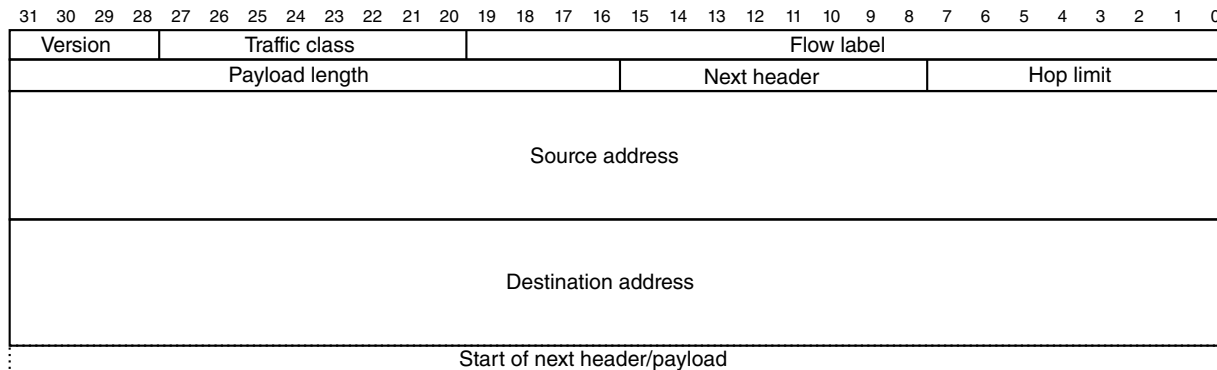 31 30 29 28 27 26 25 24 23 22 21 20 19 18 17 16 15 14 13 12 11 10 9 8 7 6 5 4 3 2 1 0
Version Traffic class Flow label
Payload length Next header Hop limit
Source address
Destination address
Start of next header/payload